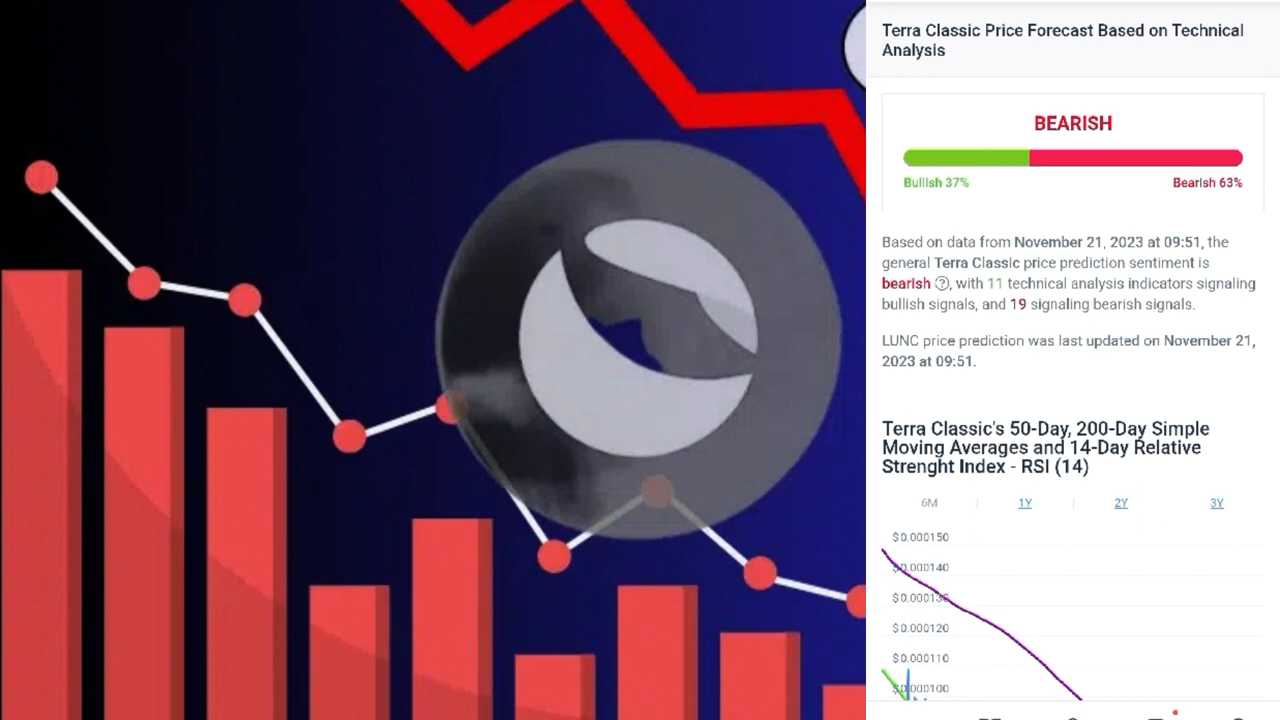 Terra Classic Price Forecast Based on Technical
Analysis
BEARISH
Bullish 37%
Bearish 63%
Based on data from November 21, 2023 at 09:51, the
general Terra Classic price prediction sentiment is
bearish ?, with 11 technical analysis indicators signaling
bullish signals, and 19 signaling bearish signals.
LUNC price prediction was last updated on November 21,
2023 at 09:51.
Terra Classic's 50-Day, 200-Day Simple
Moving Averages and 14-Day Relative
Strenght Index - RSI (14)
6M 1Y 2Y 3Y
$0.000150
$0.000140
$0.000130
$0.000120
$0.000110
$0.000100